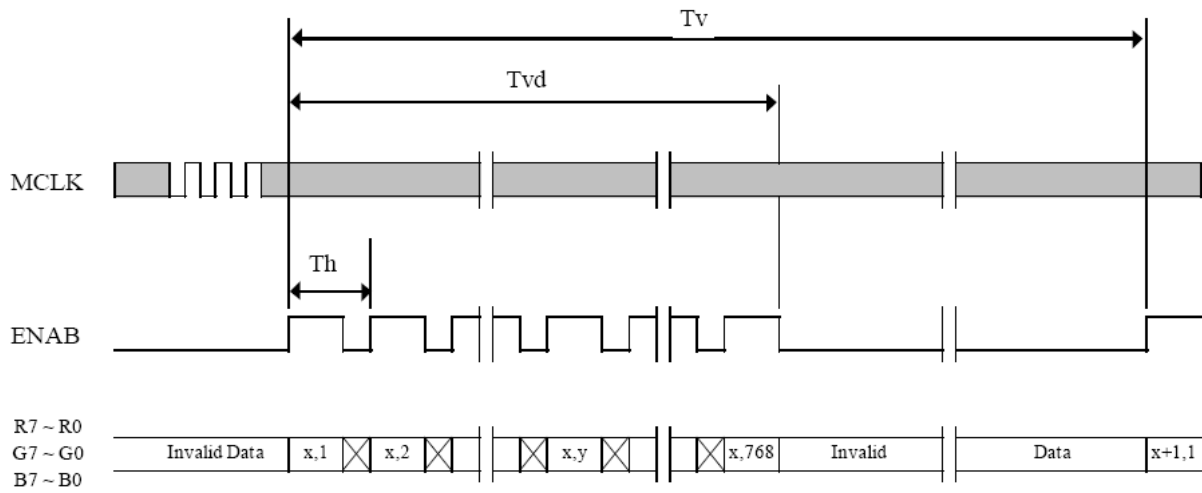 Tv
Tvd
MCLK
Th
ENAB
R7 ~ R0
G7 ~ G0
B7 ~ B0
Invalid Data x,1 x,2 x,y x,768 Invalid Data x+1,1